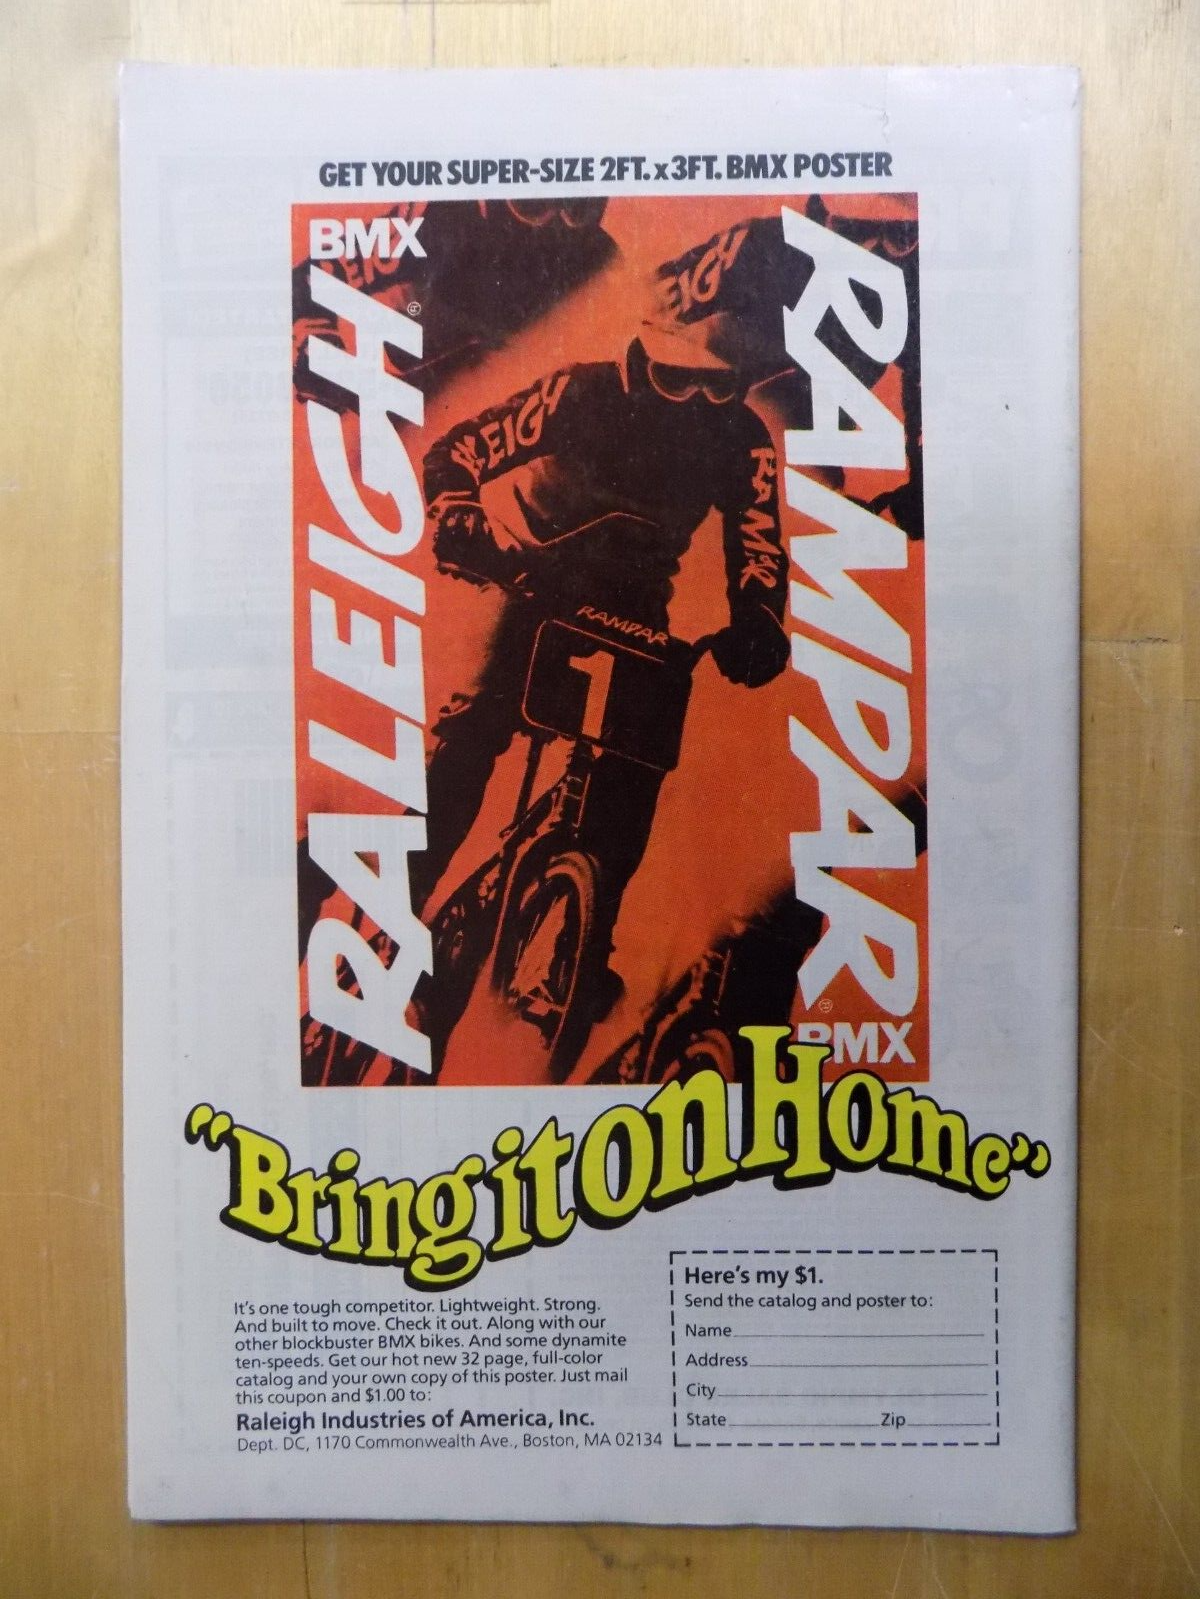 GET YOUR SUPER-SIZE 2FT. x 3FT. BMX POSTER
BMX
RALEIGH®
RAMPAR®
BMX
EIGH
EIGH
LEIGH
RAMPAR
RAMPAR
1
"Bring it on Home"
It's one tough competitor. Lightweight. Strong.
And built to move. Check it out. Along with our
other blockbuster BMX bikes. And some dynamite
ten-speeds. Get our hot new 32 page, full-color
catalog and your own copy of this poster. Just mail
this coupon and $1.00 to:
Raleigh Industries of America, Inc.
Dept. DC, 1170 Commonwealth Ave., Boston, MA 02134
Here's my $1.
Send the catalog and poster to:
Name
Address
City
State Zip